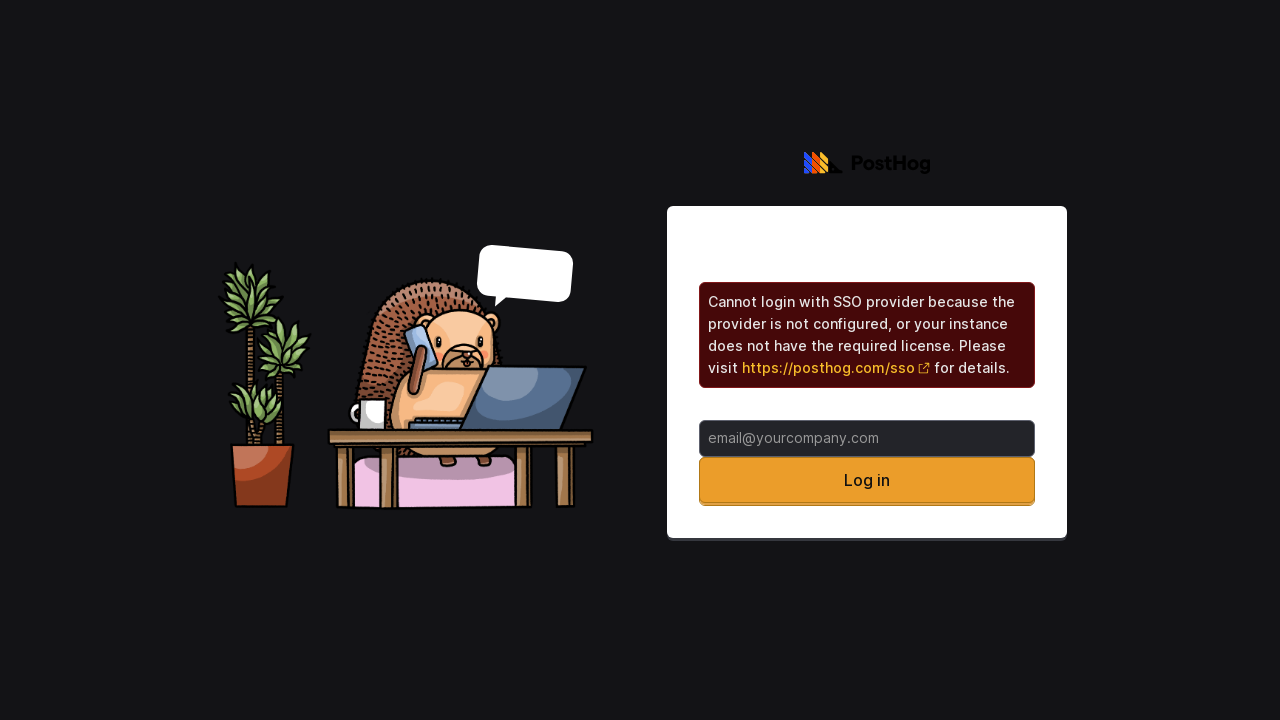 PostHog
Cannot login with SSO provider because the
provider is not configured, or your instance
does not have the required license. Please
visit https://posthog.com/sso for details.
email@yourcompany.com
Log in